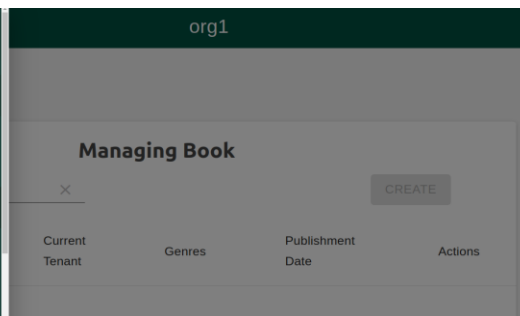 org1
Managing Book
CREATE
Current Tenant
Genres
Publishment Date
Actions